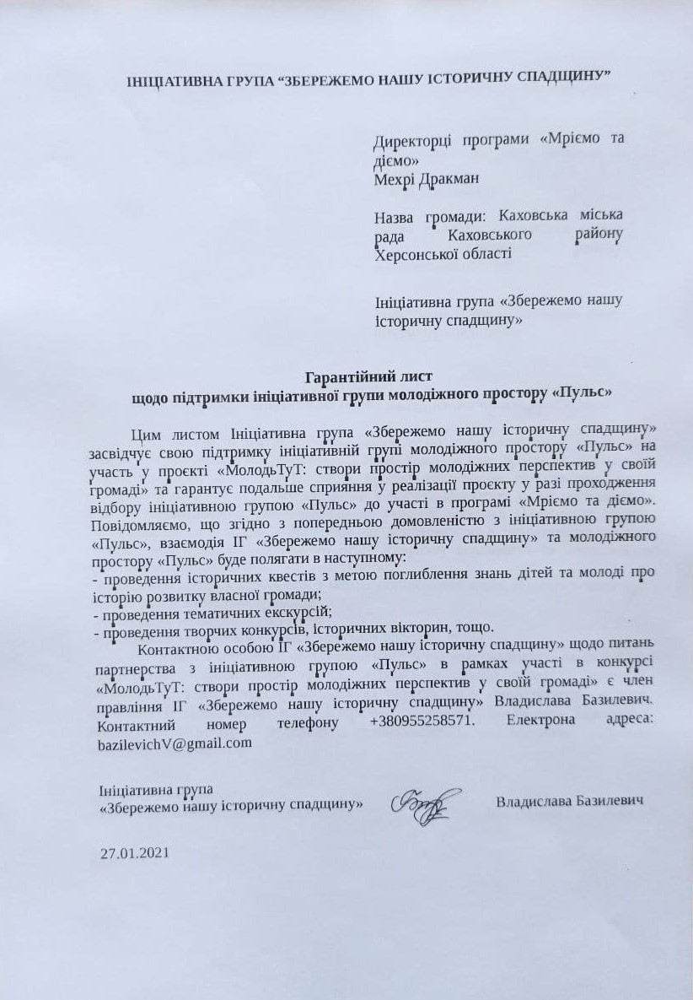 ІНІЦІАТИВНА ГРУПА “ЗБЕРЕЖЕМО НАШУ ІСТОРИЧНУ СПАДЩИНУ”
Директорці програми «Мріємо та
діємо»
Мехрі Дракман
Назва громади: Каховська міська
рада Каховського району
Херсонської області
Ініціативна група «Збережемо нашу
історичну спадщину»
Гарантійний лист
щодо підтримки ініціативної групи молодіжного простору «Пульс»
Цим листом Ініціативна група «Збережемо нашу історичну спадщину»
засвідчує свою підтримку ініціативній групі молодіжного простору «Пульс» на
участь у проєкті «МолодьТуТ: створи простір молодіжних перспектив у своїй
громаді» та гарантує подальше сприяння у реалізації проєкту у разі проходження
відбору ініціативною групою «Пульс» до участі в програмі «Мріємо та діємо».
Повідомляємо, що згідно з попередньою домовленістю з ініціативною групою
«Пульс», взаємодія ІГ «Збережемо нашу історичну спадщину» та молодіжного
простору «Пульс» буде полягати в наступному:
- проведення історичних квестів з метою поглиблення знань дітей та молоді про
історію розвитку власної громади;
- проведення тематичних екскурсій;
- проведення творчих конкурсів, історичних вікторин, тощо.
Контактною особою ІГ «Збережемо нашу історичну спадщину» щодо питань
партнерства з ініціативною групою «Пульс» в рамках участі в конкурсі
«МолодьТуТ: створи простір молодіжних перспектив у своїй громаді» є член
правління ІГ «Збережемо нашу історичну спадщину» Владислава Базилевич.
Контактний номер телефону +380955258571. Електрона адреса:
bazilevichV@gmail.com
Ініціативна група
«Збережемо нашу історичну спадщину» Владислава Базилевич
27.01.2021